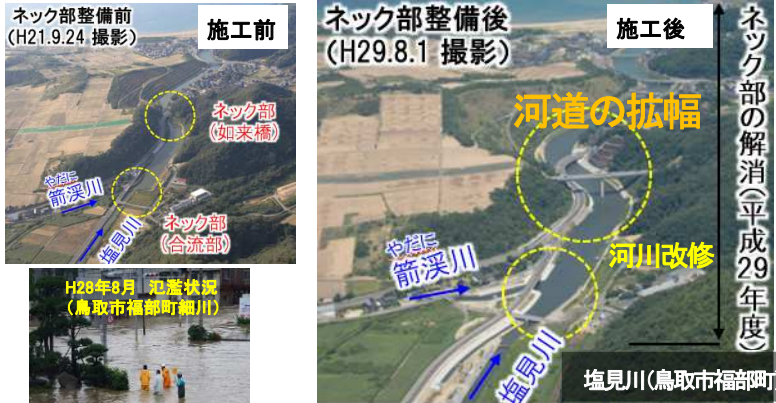 ネック部整備前
(H21.9.24 撮影)
施工前
ネック部
(如来橋)
やだに
箭渓川
ネック部
(合流部)
塩見川
H28年8月 氾濫状況
(鳥取市福部町細川)
ネック部整備後
(H29.8.1 撮影)
施工後
河道の拡幅
やだに
箭渓川
河川改修
塩見川
ネック部の解消(平成29年度)
塩見川(鳥取市福部町